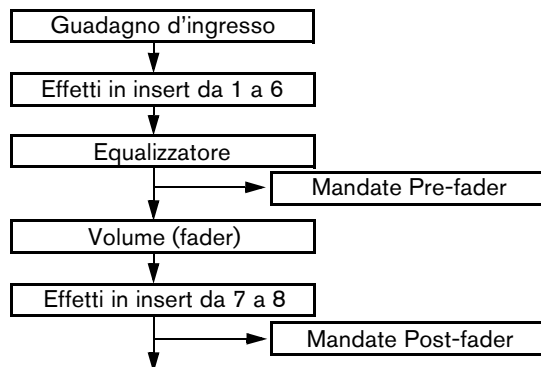 Guadagno d'ingresso
Effetti in insert da 1 a 6
Equalizzatore
Mandate Pre-fader
Volume (fader)
Effetti in insert da 7 a 8
Mandate Post-fader